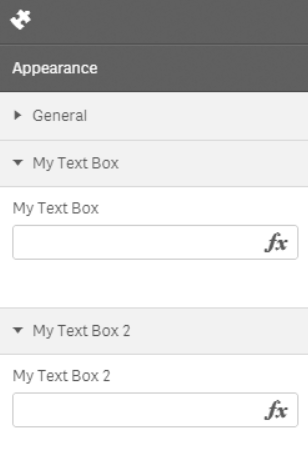 Appearance
General
My Text Box
My Text Box
fx
My Text Box 2
My Text Box 2
fx